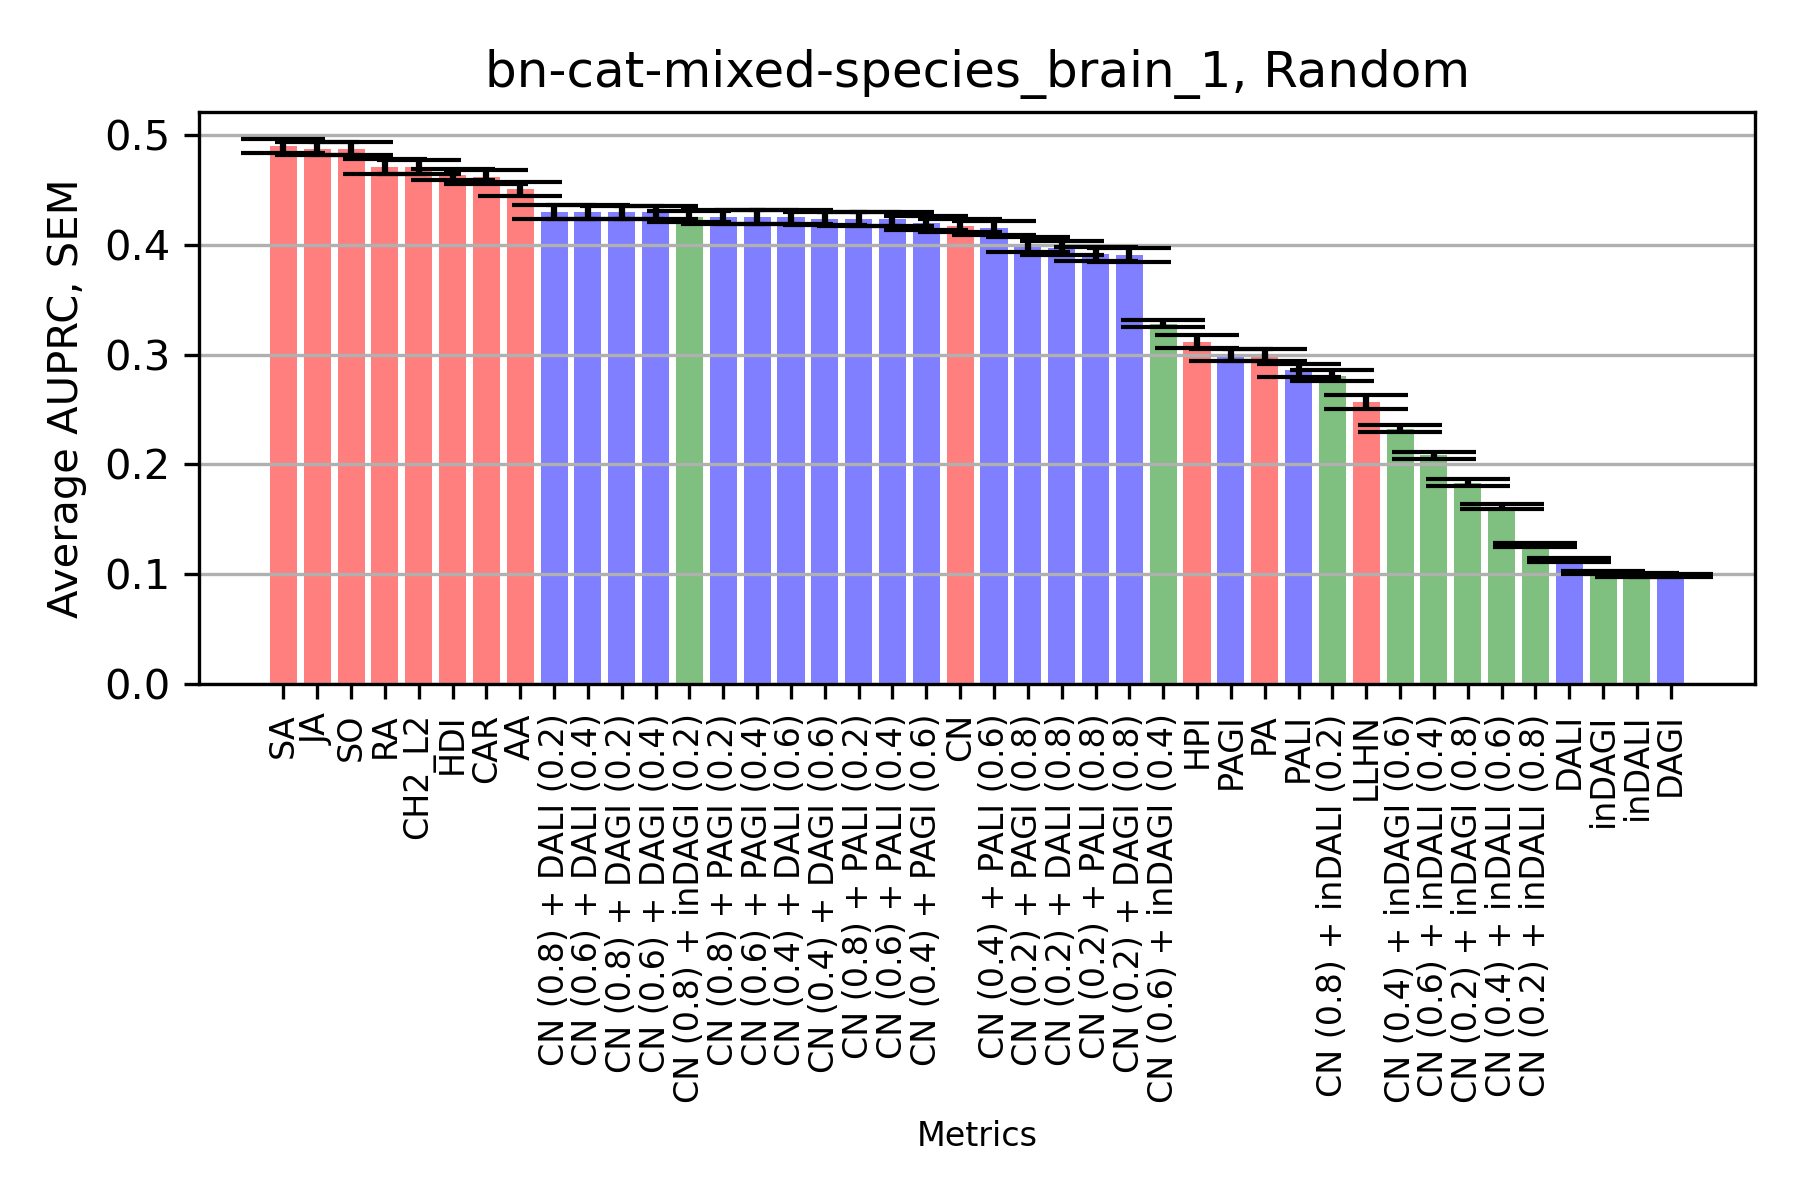 bn-cat-mixed-species_brain_1, Random
Average AUPRC, SEM
0.5
0.4
0.3
0.2
0.1
0.0
SA
JA
SO
RA
CH2_L2
HDI
CAR
AA
CN (0.8) + DALI (0.2)
CN (0.6) + DALI (0.4)
CN (0.8) + DAGI (0.2)
CN (0.6) + DAGI (0.4)
CN (0.8) + inDAGI (0.2)
CN (0.8) + PAGI (0.2)
CN (0.6) + PAGI (0.4)
CN (0.4) + DALI (0.6)
CN (0.4) + DAGI (0.6)
CN (0.8) + PALI (0.2)
CN (0.6) + PALI (0.4)
CN (0.4) + PAGI (0.6)
CN
CN (0.4) + PALI (0.6)
CN (0.2) + PAGI (0.8)
CN (0.2) + DALI (0.8)
CN (0.2) + PALI (0.8)
CN (0.2) + DAGI (0.8)
CN (0.6) + inDAGI (0.4)
HPI
PAGI
PA
PALI
CN (0.8) + inDALI (0.2)
LLHN
CN (0.4) + inDAGI (0.6)
CN (0.6) + inDALI (0.4)
CN (0.2) + inDAGI (0.8)
CN (0.4) + inDALI (0.6)
CN (0.2) + inDALI (0.8)
DALI
inDAGI
inDALI
DAGI
Metrics